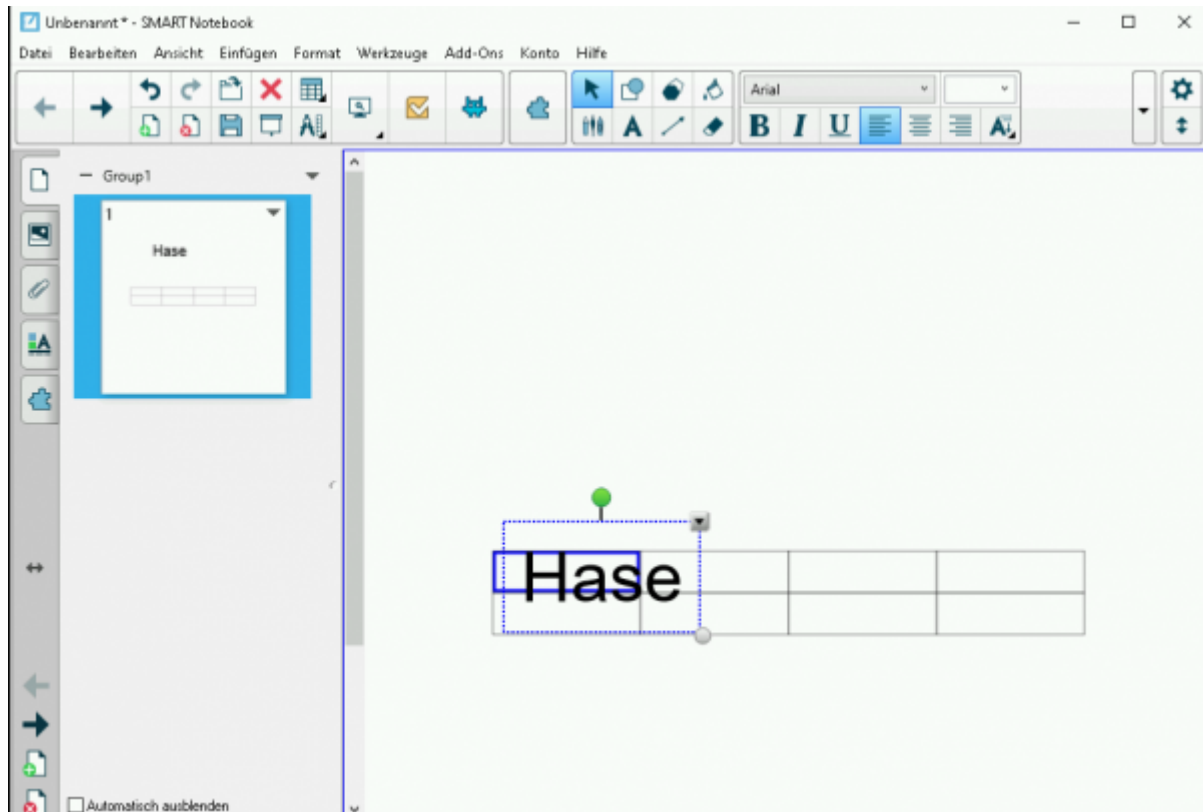 Unbenannt * - SMART Notebook
Datei Bearbeiten Ansicht Einfügen Format Werkzeuge Add-Ons Konto Hilfe
Arial
B I U
Group1
1
Hase
Hase
Automatisch ausblenden